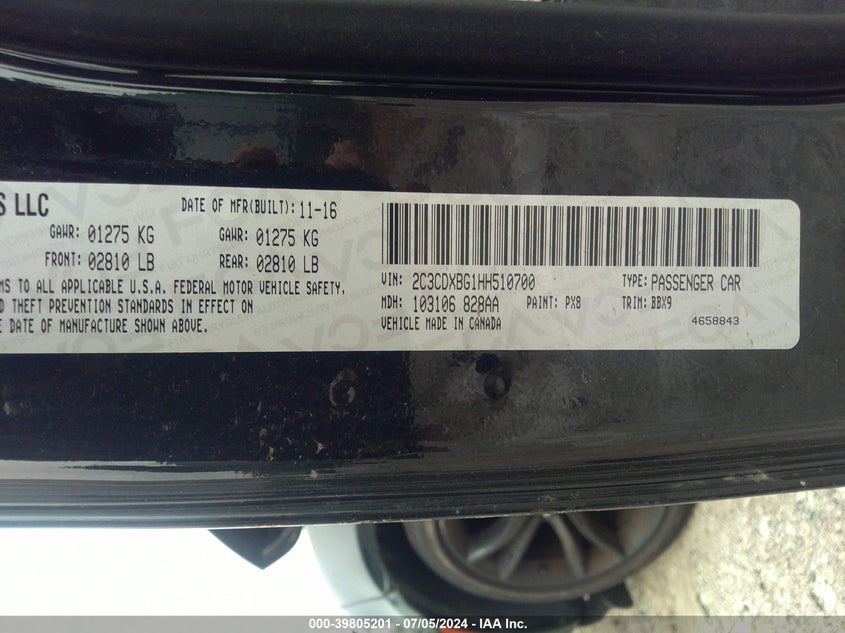 S LLC
DATE OF MFR(BUILT): 11-16
GAWR: 01275 KG
GAWR: 01275 KG
FRONT: 02810 LB
REAR: 02810 LB
MS TO ALL APPLICABLE U.S.A. FEDERAL MOTOR VEHICLE SAFETY,
D THEFT PREVENTION STANDARDS IN EFFECT ON
E DATE OF MANUFACTURE SHOWN ABOVE.
VIN: 2C3CDXBG1HH510700
TYPE: PASSENGER CAR
MDH: 103106 828AA
PAINT: PX8
TRIM: BBX9
VEHICLE MADE IN CANADA
4658843
000-39805201 - 07/05/2024 - IAA Inc.